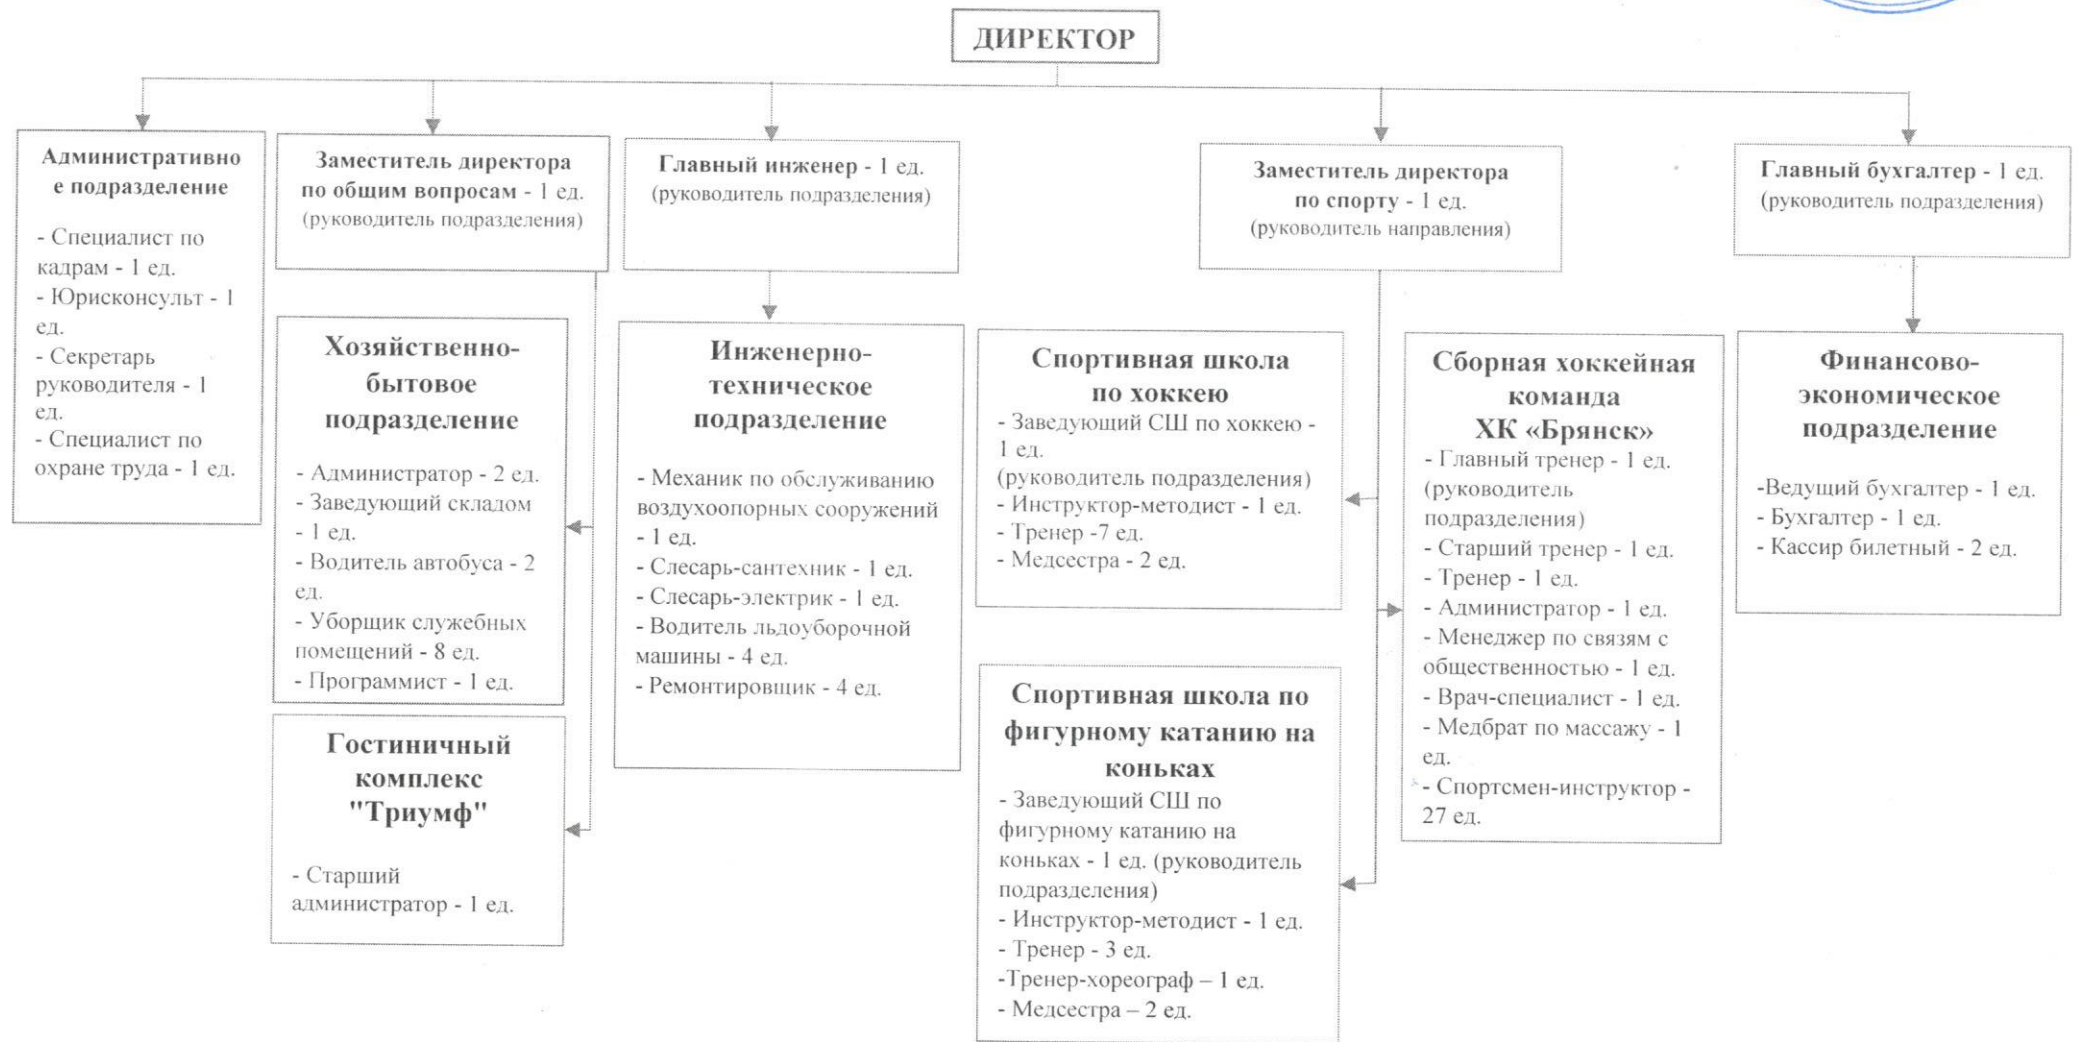 ДИРЕКТОР
Административно
е подразделение
- Специалист по
кадрам - 1 ед.
- Юрисконсульт - 1
ед.
- Секретарь
руководителя - 1
ед.
- Специалист по
охране труда - 1 ед.
Заместитель директора
по общим вопросам - 1 ед.
(руководитель подразделения)
Главный инженер - 1 ед.
(руководитель подразделения)
Заместитель директора
по спорту - 1 ед.
(руководитель направления)
Главный бухгалтер - 1 ед.
(руководитель подразделения)
Хозяйственно-
бытовое
подразделение
- Администратор - 2 ед.
- Заведующий складом
- 1 ед.
- Водитель автобуса - 2
ед.
- Уборщик служебных
помещений - 8 ед.
- Программист - 1 ед.
Гостиничный
комплекс
"Триумф"
- Старший
администратор - 1 ед.
Инженерно-
техническое
подразделение
- Механик по обслуживанию
воздухоопорных сооружений
- 1 ед.
- Слесарь-сантехник - 1 ед.
- Слесарь-электрик - 1 ед.
- Водитель льдоуборочной
машины - 4 ед.
- Ремонтировщик - 4 ед.
Спортивная школа
по хоккею
- Заведующий СШ по хоккею -
1 ед.
(руководитель подразделения)
- Инструктор-методист - 1 ед.
- Тренер -7 ед.
- Медсестра - 2 ед.
Спортивная школа по
фигурному катанию на
коньках
- Заведующий СШ по
фигурному катанию на
коньках - 1 ед. (руководитель
подразделения)
- Инструктор-методист - 1 ед.
- Тренер - 3 ед.
-Тренер-хореограф – 1 ед.
- Медсестра – 2 ед.
Сборная хоккейная
команда
ХК «Брянск»
- Главный тренер - 1 ед.
(руководитель
подразделения)
- Старший тренер - 1 ед.
- Тренер - 1 ед.
- Администратор - 1 ед.
- Менеджер по связям с
общественностью - 1 ед.
- Врач-специалист - 1 ед.
- Медбрат по массажу - 1
ед.
- Спортсмен-инструктор -
27 ед.
Финансово-
экономическое
подразделение
-Ведущий бухгалтер - 1 ед.
- Бухгалтер - 1 ед.
- Кассир билетный - 2 ед.